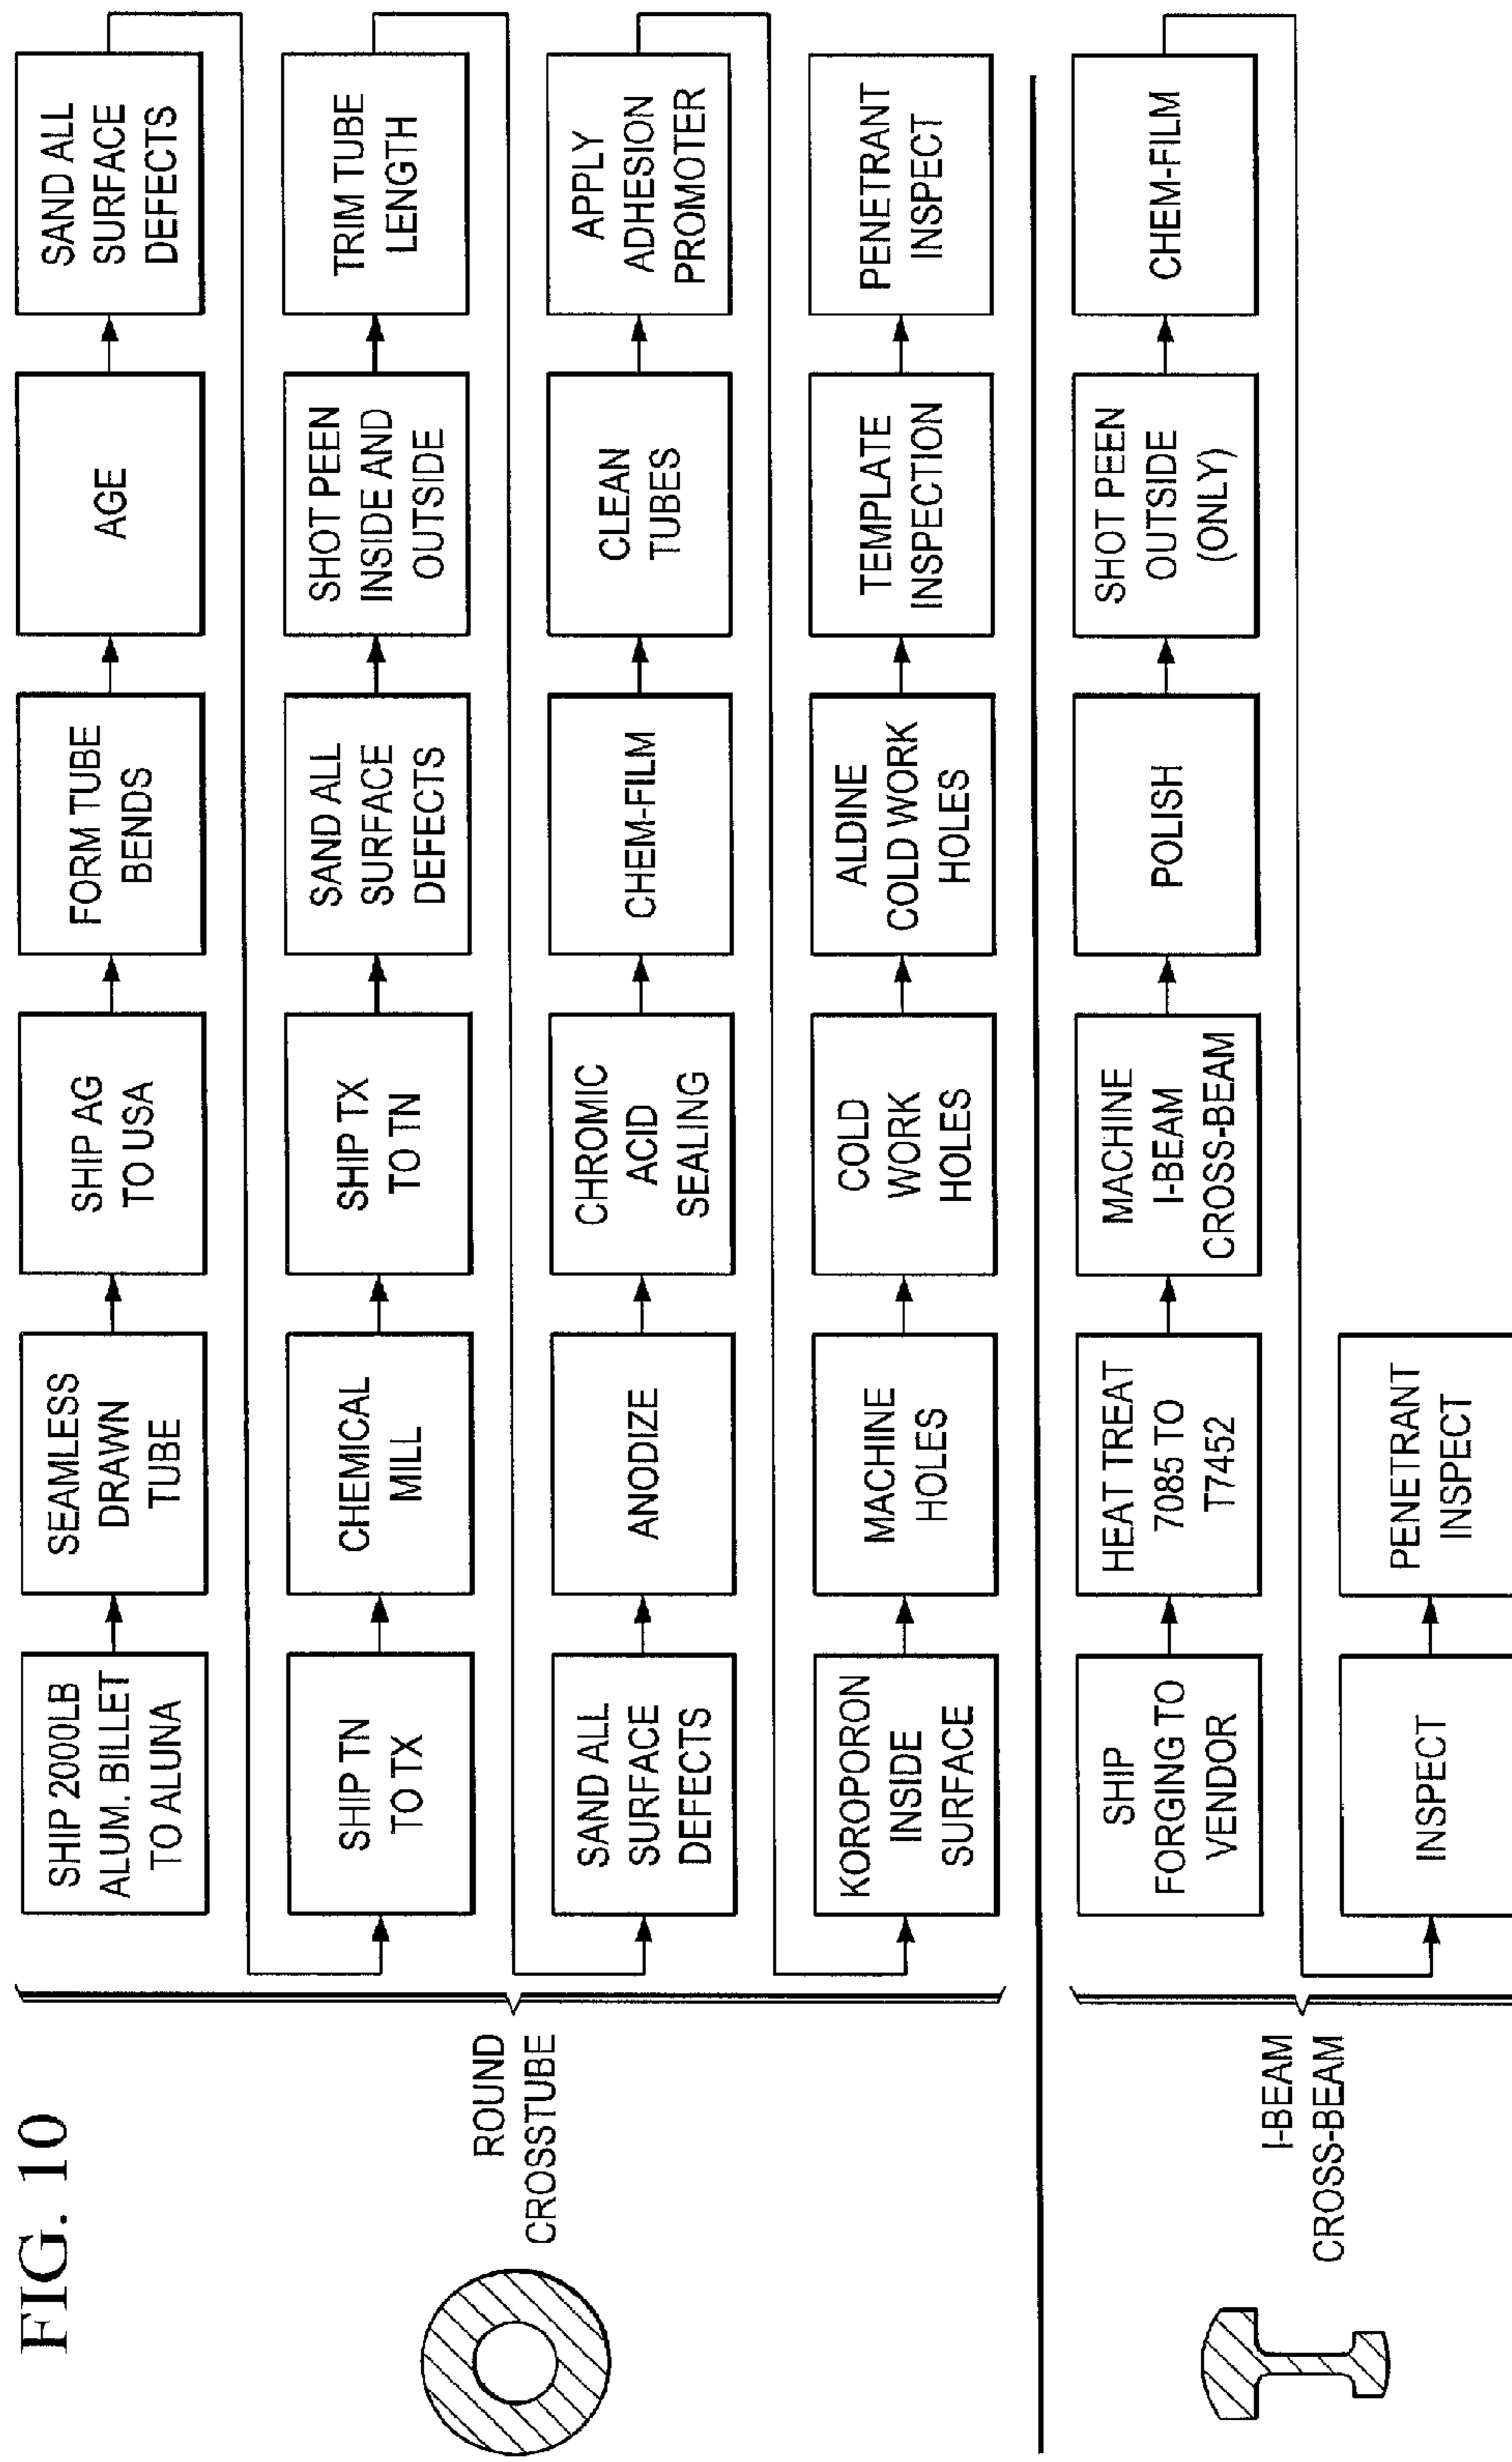 FIG. 10
ROUND
CROSSTUBE
SHIP 2000LB
ALUM. BILLET
TO ALUNA
SEAMLESS
DRAWN
TUBE
SHIP AG
TO USA
FORM TUBE
BENDS
AGE
SAND ALL
SURFACE
DEFECTS
SHIP TN
TO TX
CHEMICAL
MILL
SHIP TX
TO TN
SAND ALL
SURFACE
DEFECTS
SHOT PEEN
INSIDE AND
OUTSIDE
TRIM TUBE
LENGTH
SAND ALL
SURFACE
DEFECTS
ANODIZE
CHROMIC
ACID
SEALING
CHEM-FILM
CLEAN
TUBES
APPLY
ADHESION
PROMOTER
KOROPORON
INSIDE
SURFACE
MACHINE
HOLES
COLD
WORK
HOLES
ALDINE
COLD WORK
HOLES
TEMPLATE
INSPECTION
PENETRANT
INSPECT
I-BEAM
CROSS-BEAM
SHIP
FORGING TO
VENDOR
HEAT TREAT
7085 TO
T7452
MACHINE
I-BEAM
CROSS-BEAM
POLISH
SHOT PEEN
OUTSIDE
(ONLY)
CHEM-FILM
INSPECT
PENETRANT
INSPECT